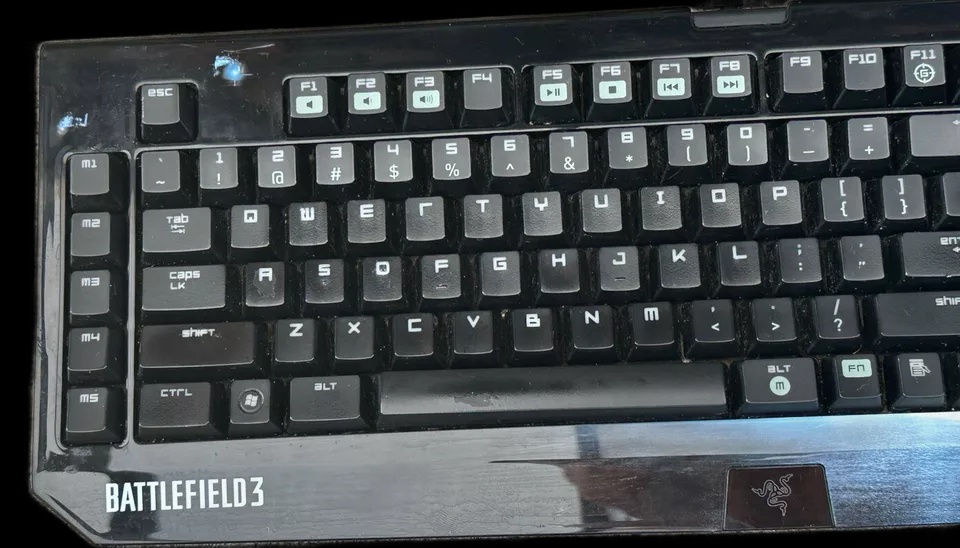 esc F1 F2 F3 F4 F5 F6 F7 F8 F9 F10 F11
M1 ` ~ 1 ! 2 @ 3 # 4 $ 5 % 6 ^ 7 & 8 * 9 ( 0 ) - _ = +
M2 Tab Q W E R T Y U I O P [ { ] }
M3 caps LK A S D F G H J K L ; : ' "
M4 SHIFT Z X C V B N M , < . > / ? SHIF
M5 CTRL ALT ALT M FN
BATTLEFIELD 3